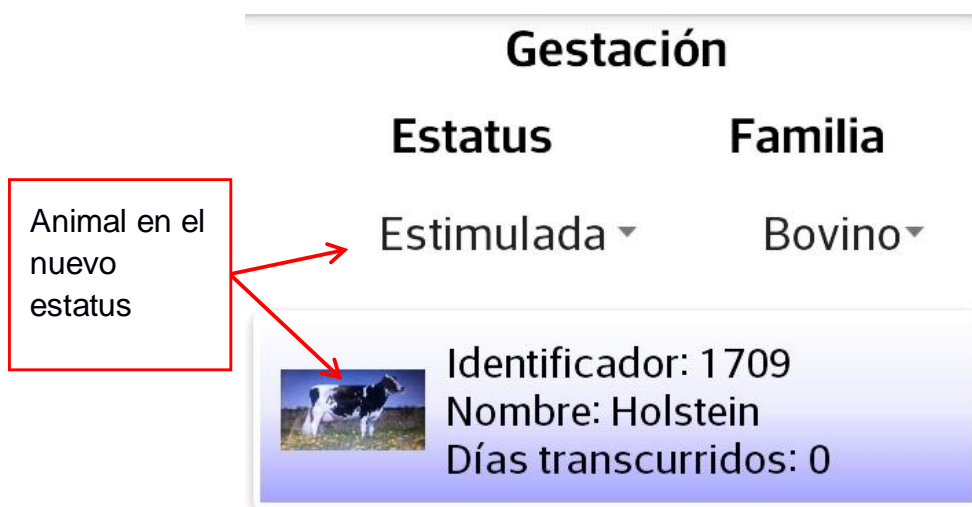 Gestación
Estatus Familia
Animal en el
nuevo
estatus
Estimulada Bovino
Identificador: 1709
Nombre: Holstein
Días transcurridos: 0